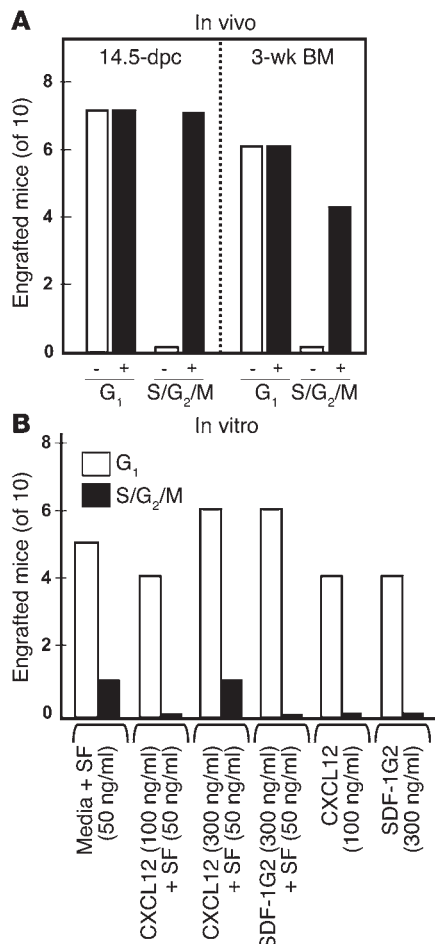 A In vivo
14.5-dpc 3-wk BM
Engrafted mice (of 10)
8
6
4
2
0
- + - + - + - +
G1 S/G2/M G1 S/G2/M
B In vitro
Engrafted mice (of 10)
8
6
4
2
0
G1
S/G2/M
Media + SF
(50 ng/ml)
CXCL12 (100 ng/ml)
+ SF (50 ng/ml)
CXCL12 (300 ng/ml)
+ SF (50 ng/ml)
SDF-1G2 (300 ng/ml)
+ SF (50 ng/ml)
CXCL12
(100 ng/ml)
SDF-1G2
(300 ng/ml)